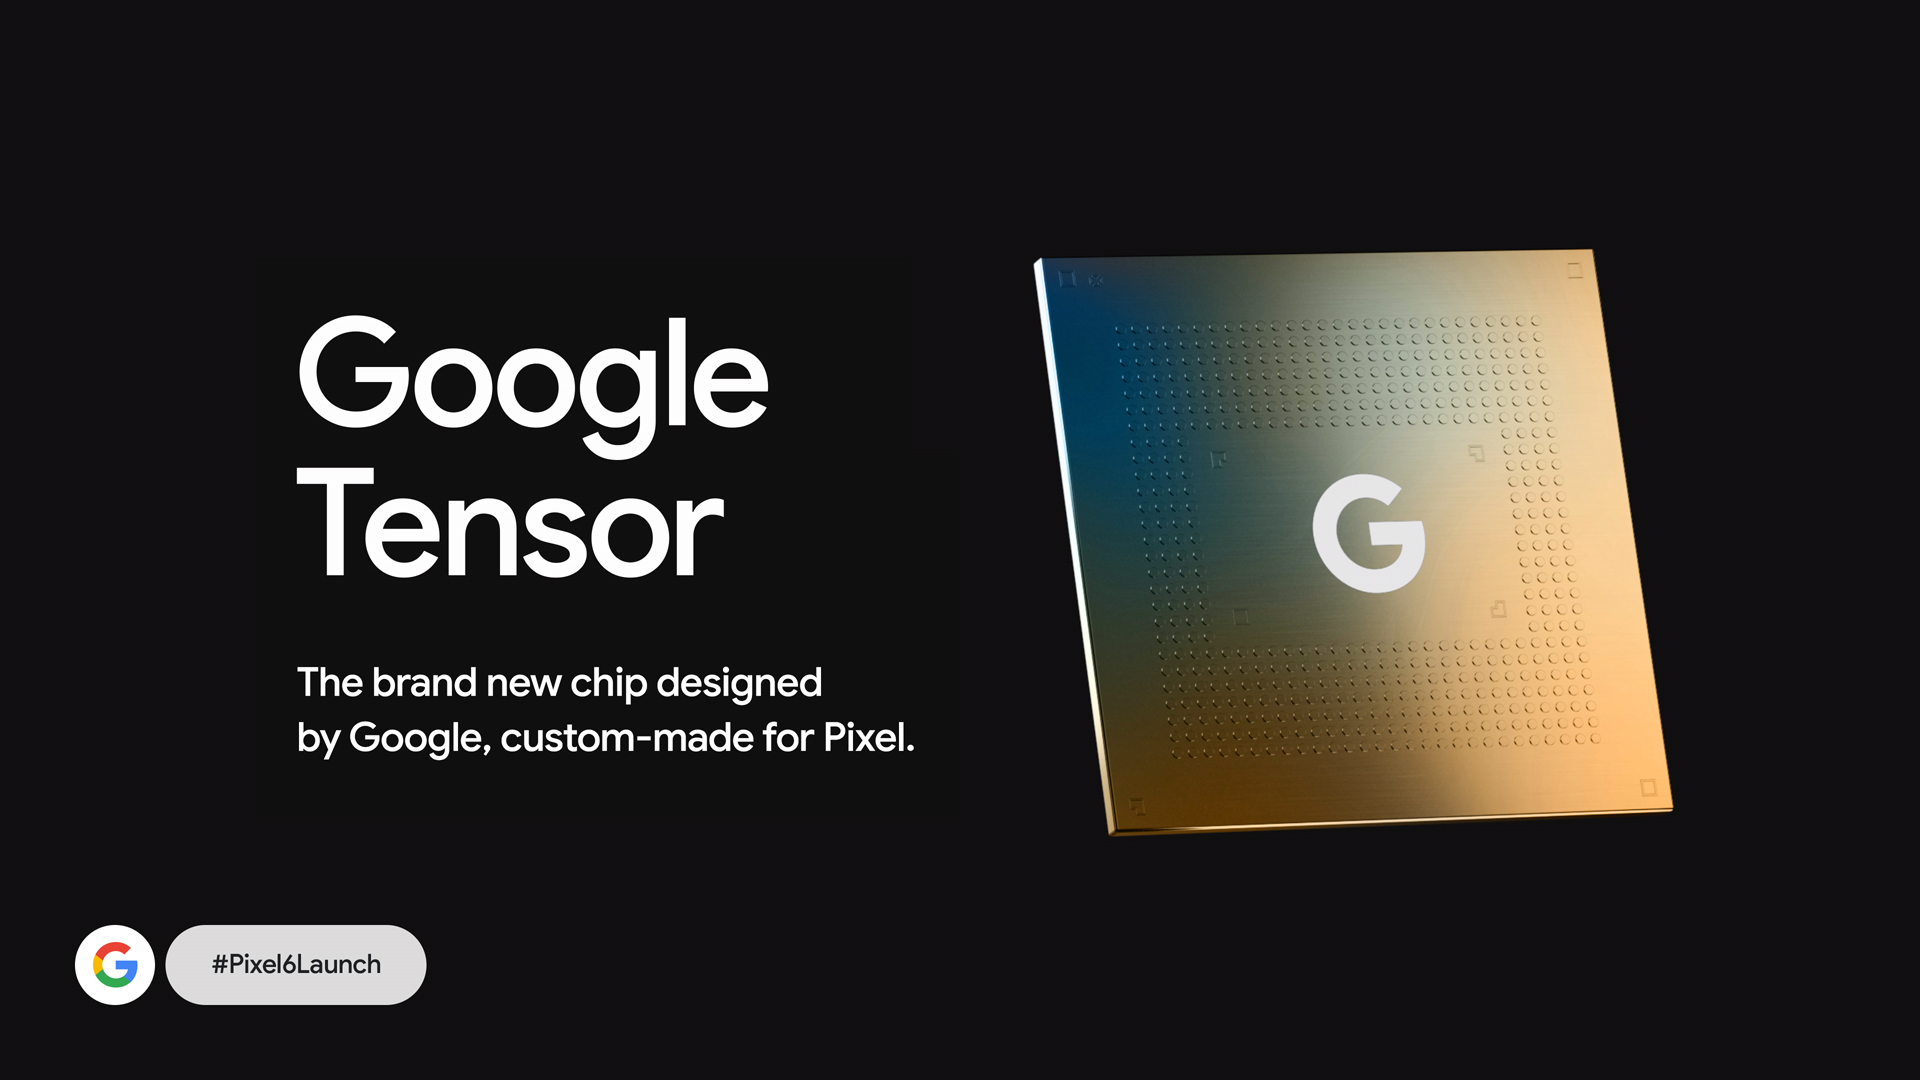 Google
Tensor
The brand new chip designed
by Google, custom-made for Pixel.
G
G
#Pixel6Launch